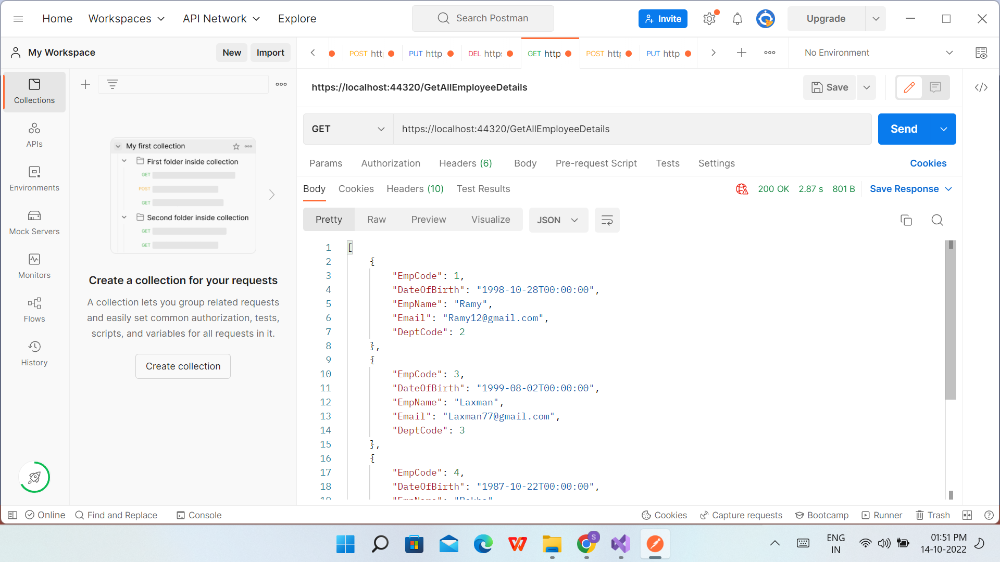 Home Workspaces API Network Explore Search Postman Invite Upgrade
My Workspace New Import
POST PUT http DEL GET http POST PUT http No Environment
Collections
APIs
Environments
Mock Servers
Monitors
Flows
History
My first collection
First folder inside collection
GET
POST
GET
Second folder inside collection
GET
GET
Create a collection for your requests
A collection lets you group related requests
and easily set common authorization, tests,
scripts, and variables for all requests in it.
Create collection
https://localhost:44320/GetAllEmployeeDetails Save
GET https://localhost:44320/GetAllEmployeeDetails Send
Params Authorization Headers (6) Body Pre-request Script Tests Settings Cookies
Body Cookies Headers (10) Test Results 200 OK 2.87 s 801 B Save Response
Pretty Raw Preview Visualize JSON
1 [
2 {
3 "EmpCode": 1,
4 "DateOfBirth": "1998-10-28T00:00:00",
5 "EmpName": "Ramy",
6 "Email": "Ramy12@gmail.com",
7 "DeptCode": 2
8 },
9 {
10 "EmpCode": 3,
11 "DateOfBirth": "1999-08-02T00:00:00",
12 "EmpName": "Laxman",
13 "Email": "Laxman77@gmail.com",
14 "DeptCode": 3
15 },
16 {
17 "EmpCode": 4,
18 "DateOfBirth": "1987-10-22T00:00:00",
Online Find and Replace Console Cookies Capture requests Bootcamp Runner Trash
S
ENG
IN
01:51 PM
14-10-2022